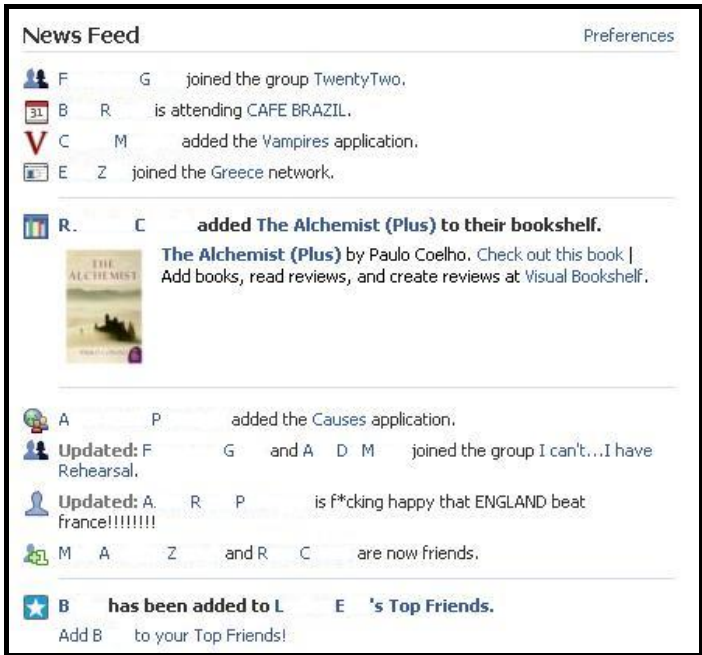 News Feed Preferences
F G joined the group TwentyTwo.
31 B R is attending CAFE BRAZIL.
V C M added the Vampires application.
E Z joined the Greece network.
R. C added The Alchemist (Plus) to their bookshelf.
The Alchemist (Plus) by Paulo Coelho. Check out this book |
Add books, read reviews, and create reviews at Visual Bookshelf.
THE
ALCHEMIST
A P added the Causes application.
Updated: F G and A D M joined the group I can't...I have
Rehearsal.
Updated: A R P is f*cking happy that ENGLAND beat
france!!!!!!!!
M A Z and R C are now friends.
B has been added to L E 's Top Friends.
Add B to your Top Friends!